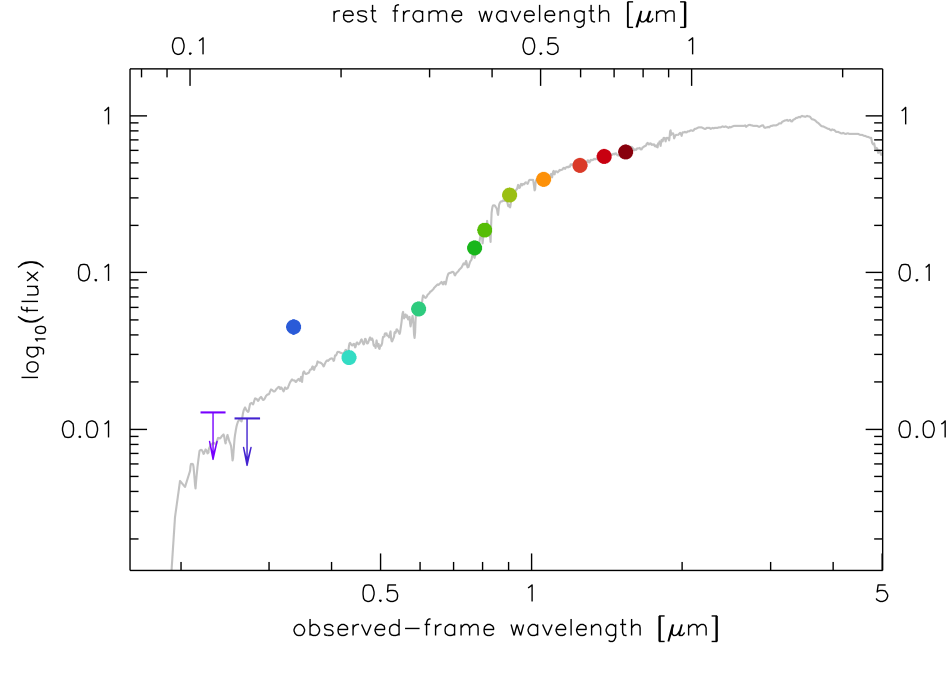 rest frame wavelength [μm]
0.1 0.5 1
1 1
0.1 0.1
log10(flux)
0.01 0.01
0.5 1 5
observed-frame wavelength [μm]